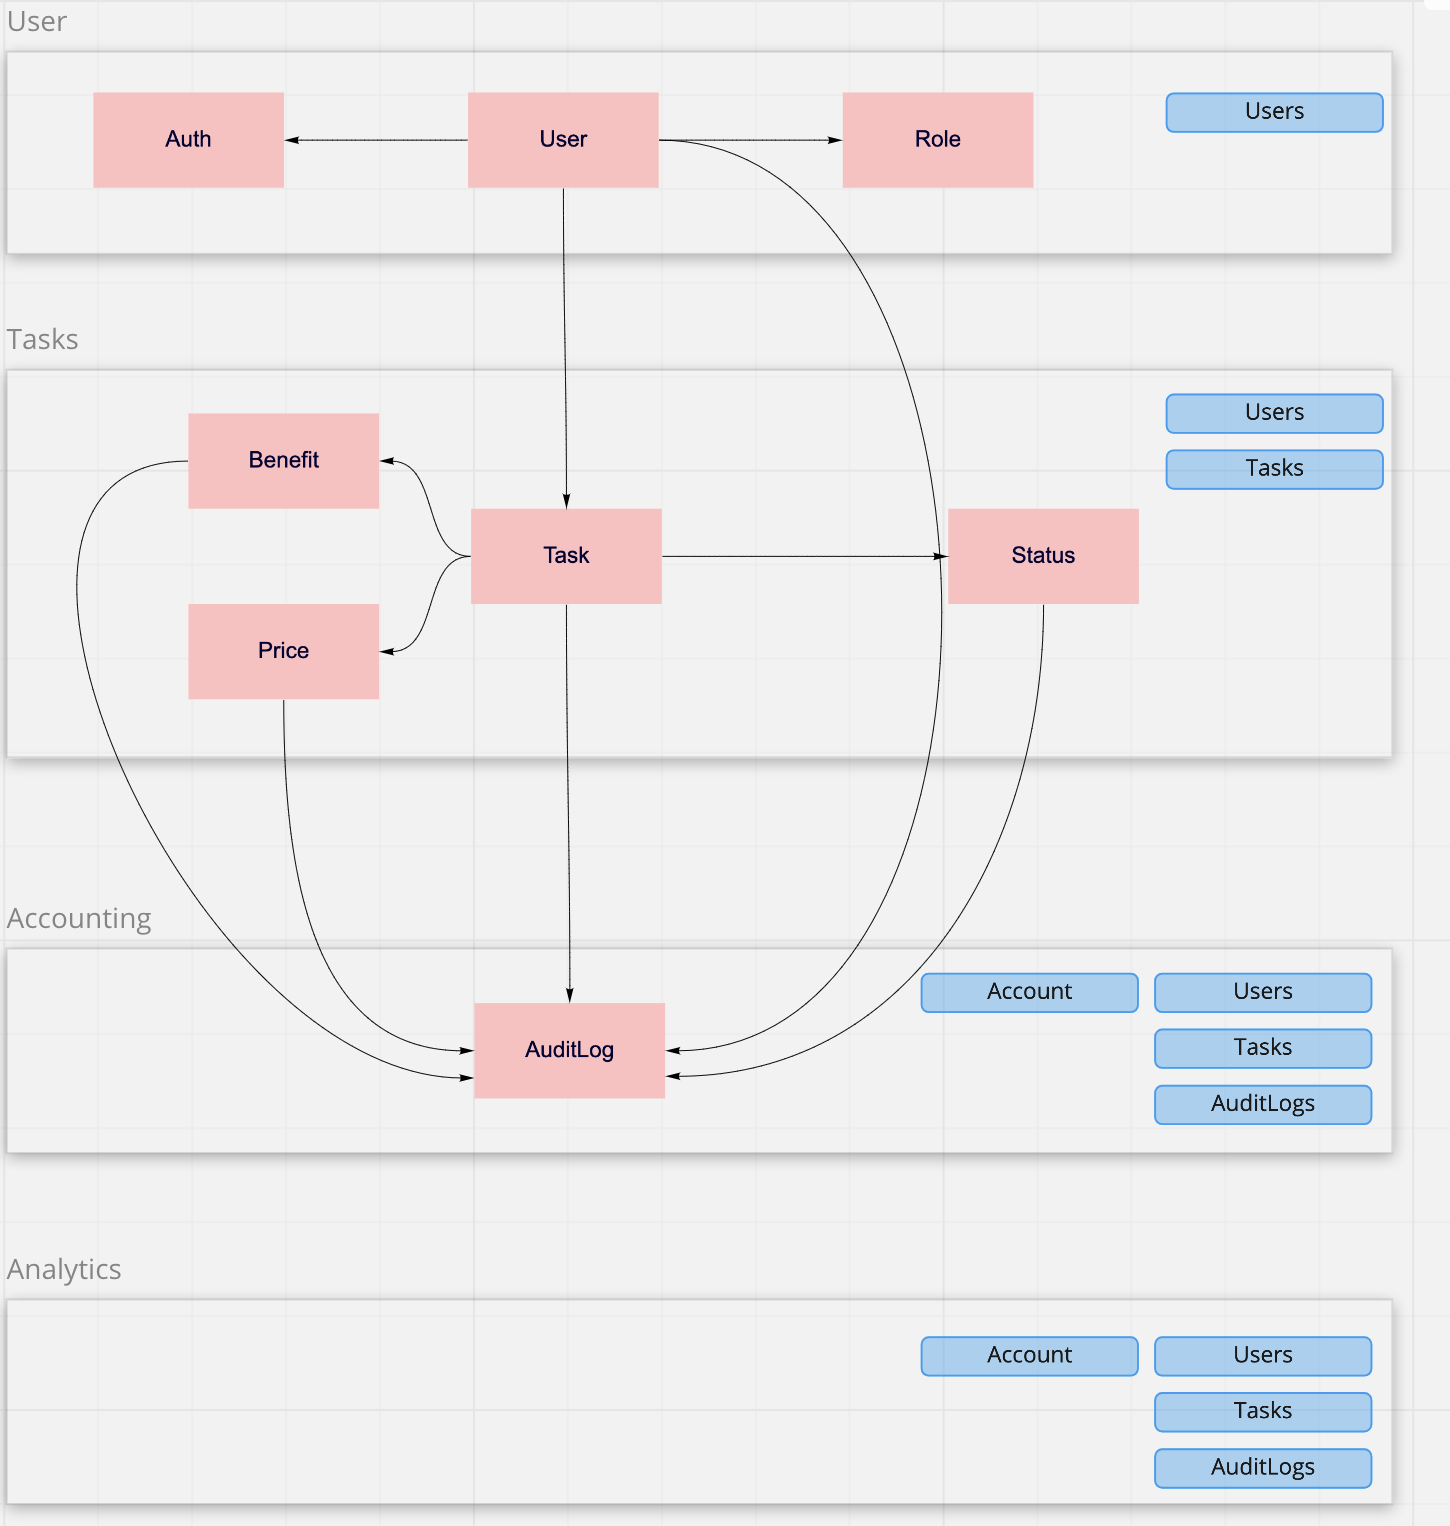 User
Auth
User
Role
Users
Tasks
Benefit
Users
Tasks
Task
Status
Price
Accounting
Account
Users
AuditLog
Tasks
AuditLogs
Analytics
Account
Users
Tasks
AuditLogs